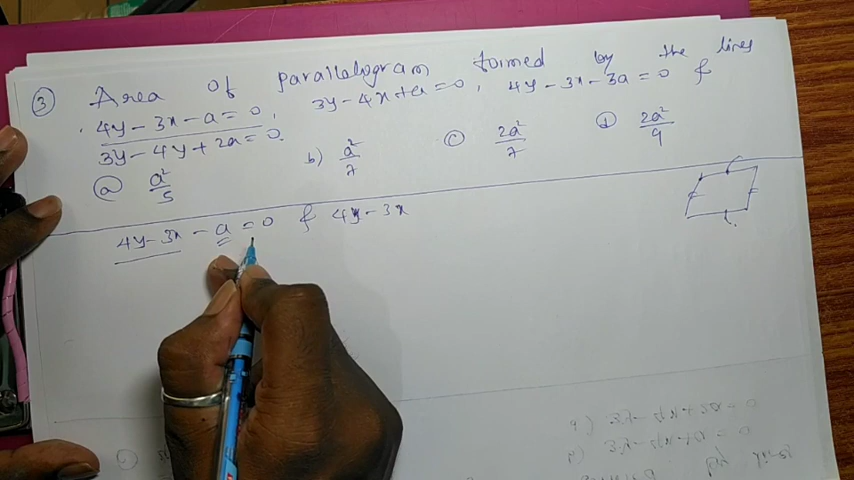 ③ Area of parallelogram formed by the lines
4y-3x-a=0, 3y-4x+a=0, 4y-3x-3a=0 &
3y-4y+2a=0.
ⓐ a²/5 b) a²/7 ⓒ 2a²/7 ⓓ 2a²/9
4y-3x-a=0 & 4y-3x